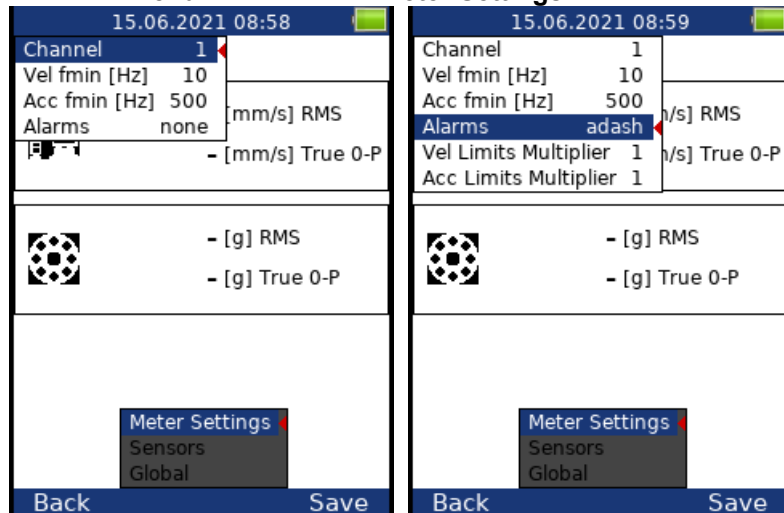 15.06.2021 08:58
Channel 1
Vel fmin [Hz] 10
Acc fmin [Hz] 500
Alarms none
[mm/s] RMS
- [mm/s] True 0-P
- [g] RMS
- [g] True 0-P
Meter Settings
Sensors
Global
Back Save
15.06.2021 08:59
Channel 1
Vel fmin [Hz] 10
Acc fmin [Hz] 500
Alarms adash
Vel Limits Multiplier 1
Acc Limits Multiplier 1
/s] RMS
/s] True 0-P
- [g] RMS
- [g] True 0-P
Meter Settings
Sensors
Global
Back Save